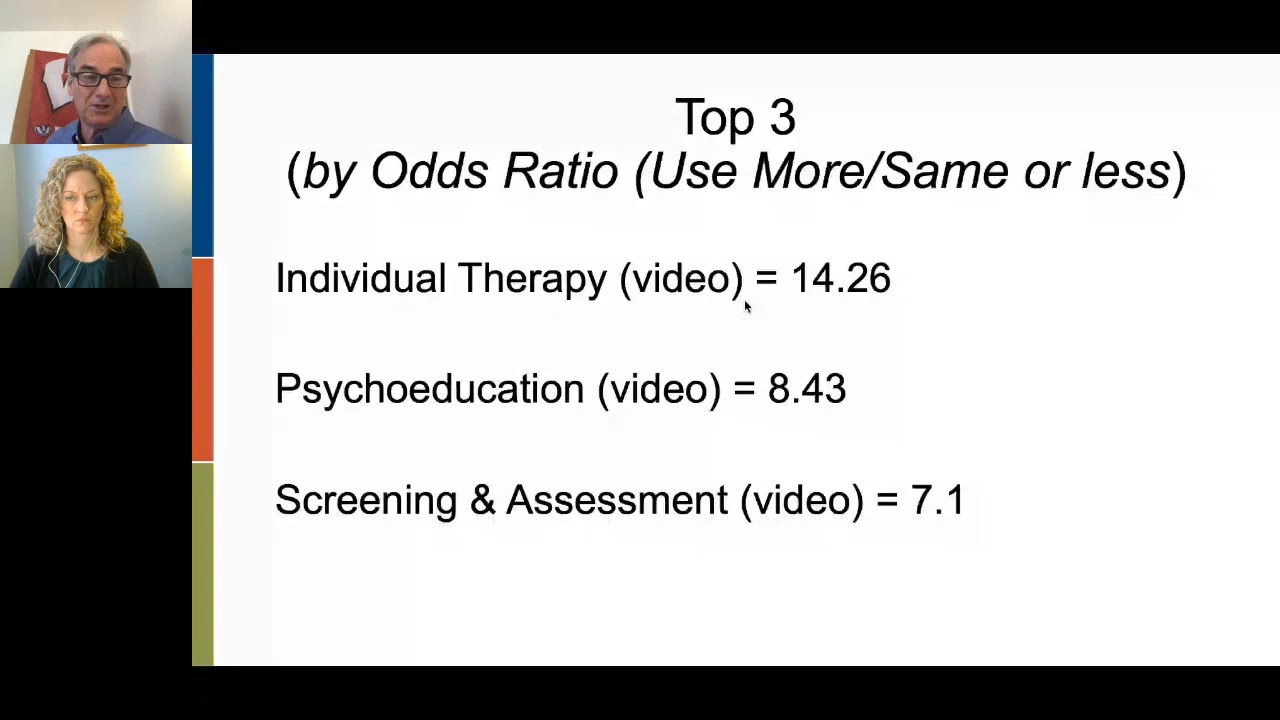 Top 3
(by Odds Ratio (Use More/Same or less)
Individual Therapy (video) = 14.26
Psychoeducation (video) = 8.43
Screening & Assessment (video) = 7.1